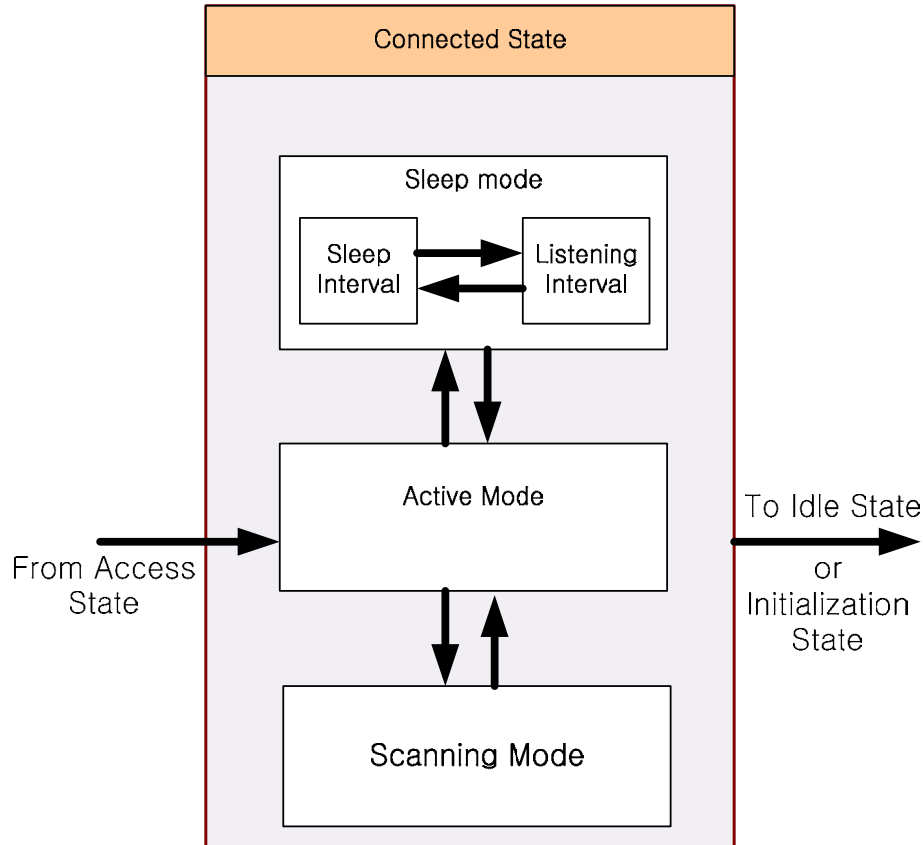 Connected State
Sleep mode
Sleep
Interval
Listening
Interval
Active Mode
From Access
State
To Idle State
or
Initialization
State
Scanning Mode